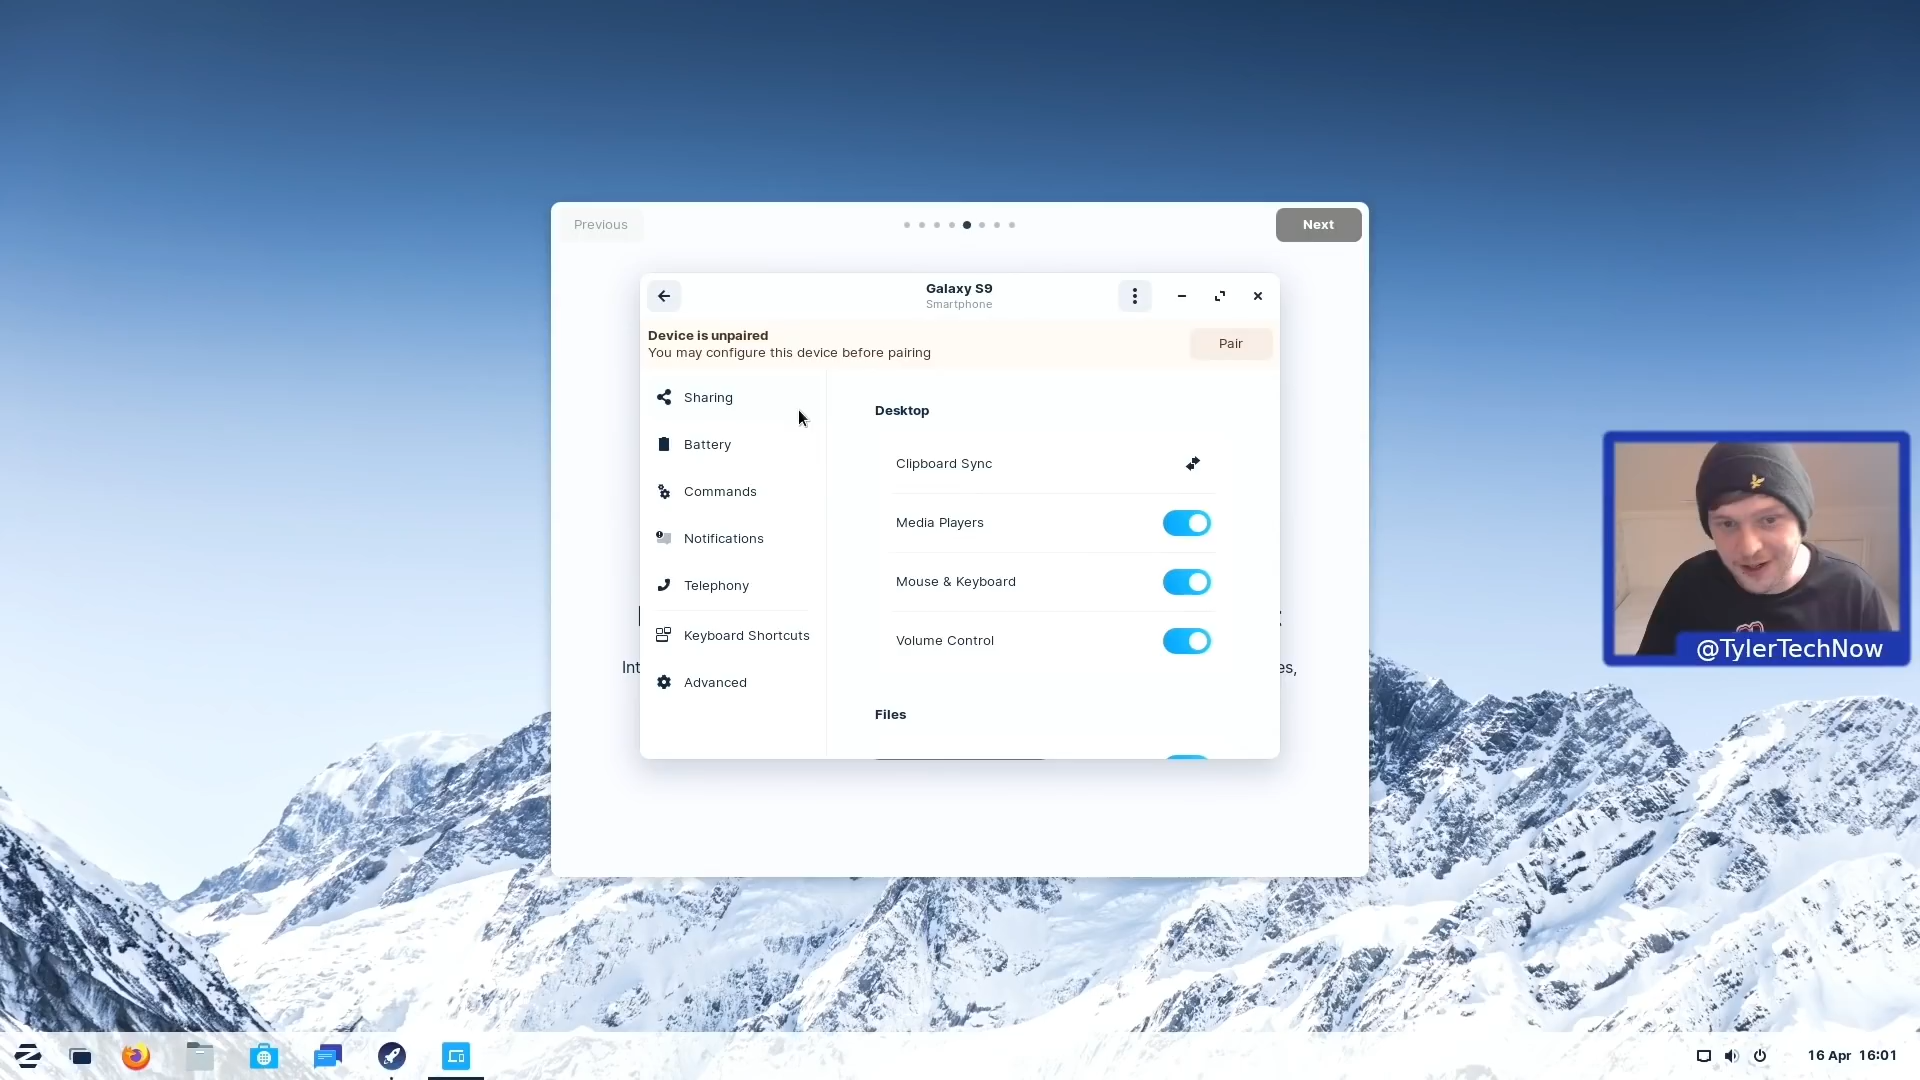 Previous
Next
Galaxy S9
Smartphone
Device is unpaired
You may configure this device before pairing
Pair
Sharing
Battery
Commands
Notifications
Telephony
Keyboard Shortcuts
Advanced
Desktop
Clipboard Sync
Media Players
Mouse & Keyboard
Volume Control
Files
Int
es,
@TylerTechNow
16 Apr 16:01